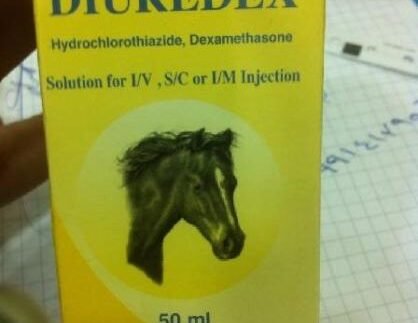 DIUREDEX
Hydrochlorothiazide, Dexamethasone
Solution for I/V , S/C or I/M Injection
50 ml